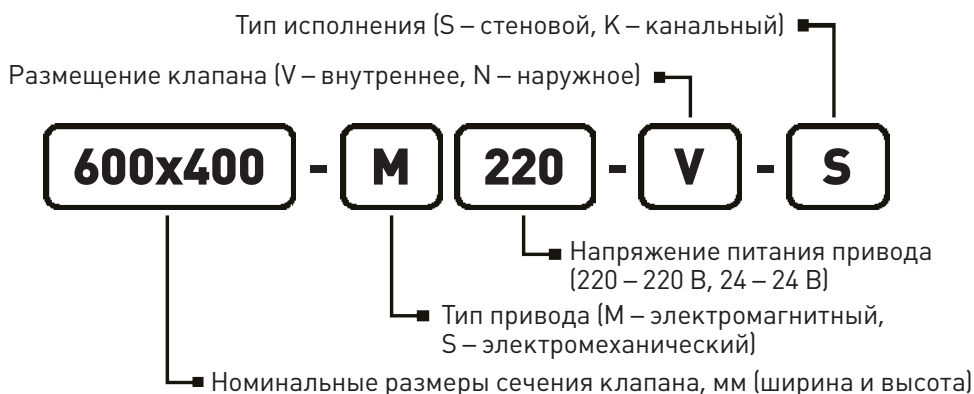 Тип исполнения (S – стеновой, K – канальный)
Размещение клапана (V – внутреннее, N – наружное)
600x400 - M 220 - V - S
Напряжение питания привода
(220 – 220 В, 24 – 24 В)
Тип привода (М – электромагнитный,
S – электромеханический)
Номинальные размеры сечения клапана, мм (ширина и высота)